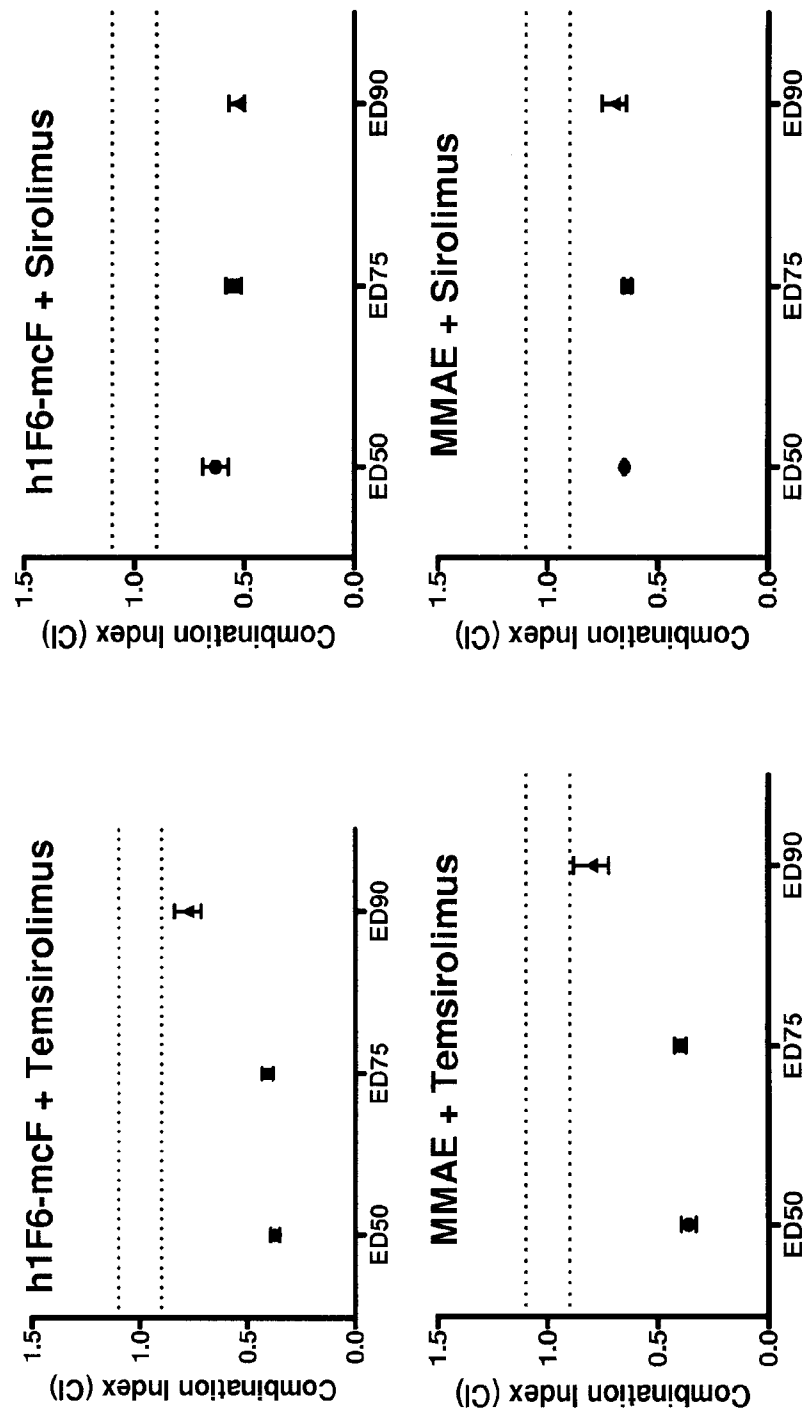 h1F6-mcF + Temsirolimus
Combination Index (CI)
1.5
1.0
0.5
0.0
ED50
ED75
ED90
h1F6-mcF + Sirolimus
Combination Index (CI)
1.5
1.0
0.5
0.0
ED50
ED75
ED90
MMAE + Temsirolimus
Combination Index (CI)
1.5
1.0
0.5
0.0
ED50
ED75
ED90
MMAE + Sirolimus
Combination Index (CI)
1.5
1.0
0.5
0.0
ED50
ED75
ED90